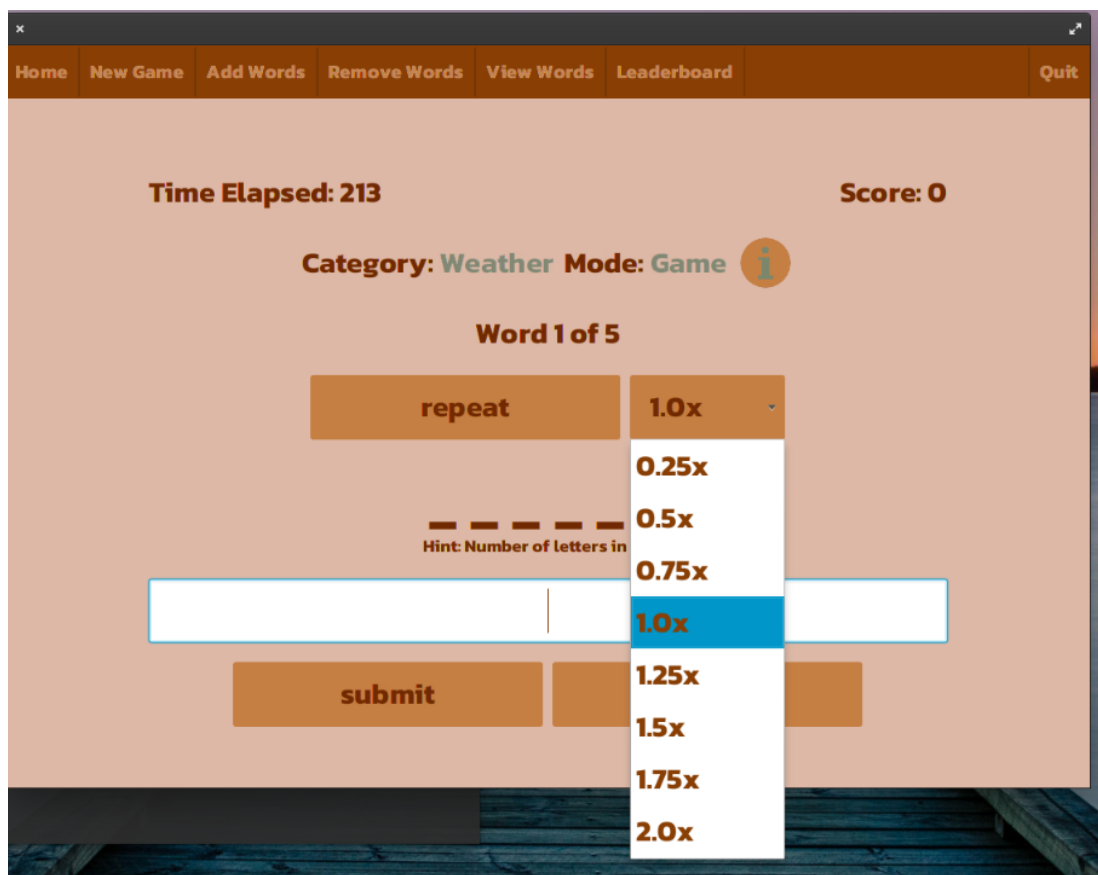 Home New Game Add Words Remove Words View Words Leaderboard Quit
Time Elapsed: 213 Score: 0
Category: Weather Mode: Game i
Word 1 of 5
repeat 1.0x
0.25x
0.5x
Hint: Number of letters in
0.75x
1.0x
submit
1.25x
1.5x
1.75x
2.0x